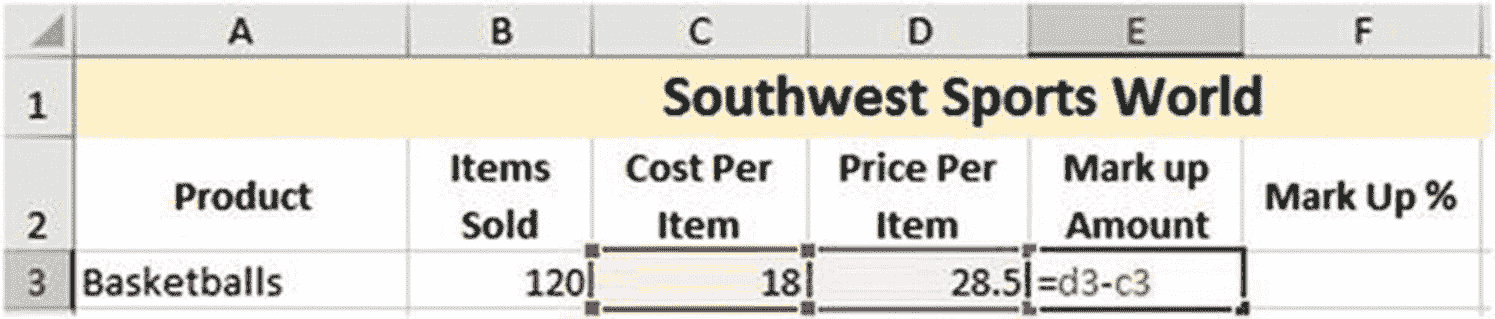 A B C D E F
1 Southwest Sports World
2 Product Items Sold Cost Per Item Price Per Item Mark up Amount Mark Up %
3 Basketballs 120 18 28.5 =d3-c3